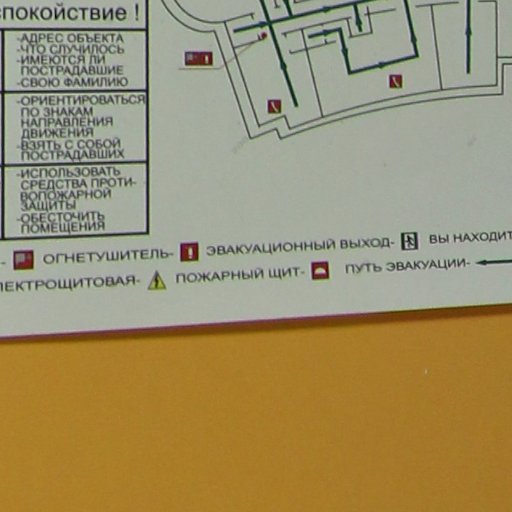 спокойствие !
-АДРЕС ОБЪЕКТА
-ЧТО СЛУЧИЛОСЬ
-ИМЕЮТСЯ ЛИ
ПОСТРАДАВШИЕ
-СВОЮ ФАМИЛИЮ
-ОРИЕНТИРОВАТЬСЯ
ПО ЗНАКАМ
НАПРАВЛЕНИЯ
ДВИЖЕНИЯ
-ВЗЯТЬ С СОБОЙ
ПОСТРАДАВШИХ
-ИСПОЛЬЗОВАТЬ
СРЕДСТВА ПРОТИ-
ВОПОЖАРНОЙ
ЗАЩИТЫ
-ОБЕСТОЧИТЬ
ПОМЕЩЕНИЯ
- ОГНЕТУШИТЕЛЬ- ЭВАКУАЦИОННЫЙ ВЫХОД- ВЫ НАХОДИТ
ЛЕКТРОЩИТОВАЯ- ПОЖАРНЫЙ ЩИТ- ПУТЬ ЭВАКУАЦИИ-